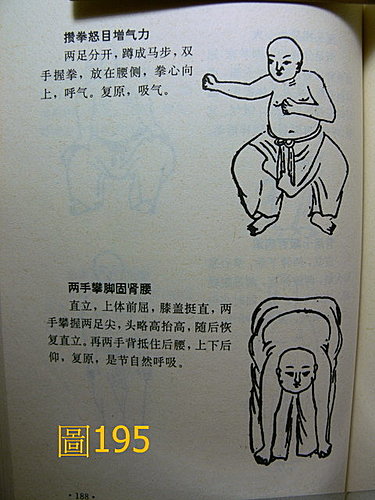 攒拳怒目增气力
两足分开，蹲成马步，双
手握拳，放在腰侧，拳心向
上，呼气。复原，吸气。
两手攀脚固肾腰
直立，上体前屈，膝盖挺直，两
手攀握两足尖，头略高抬高，随后恢
复直立。再两手背抵住后腰，上下后
仰，复原，是节自然呼吸。
圖195
·188·